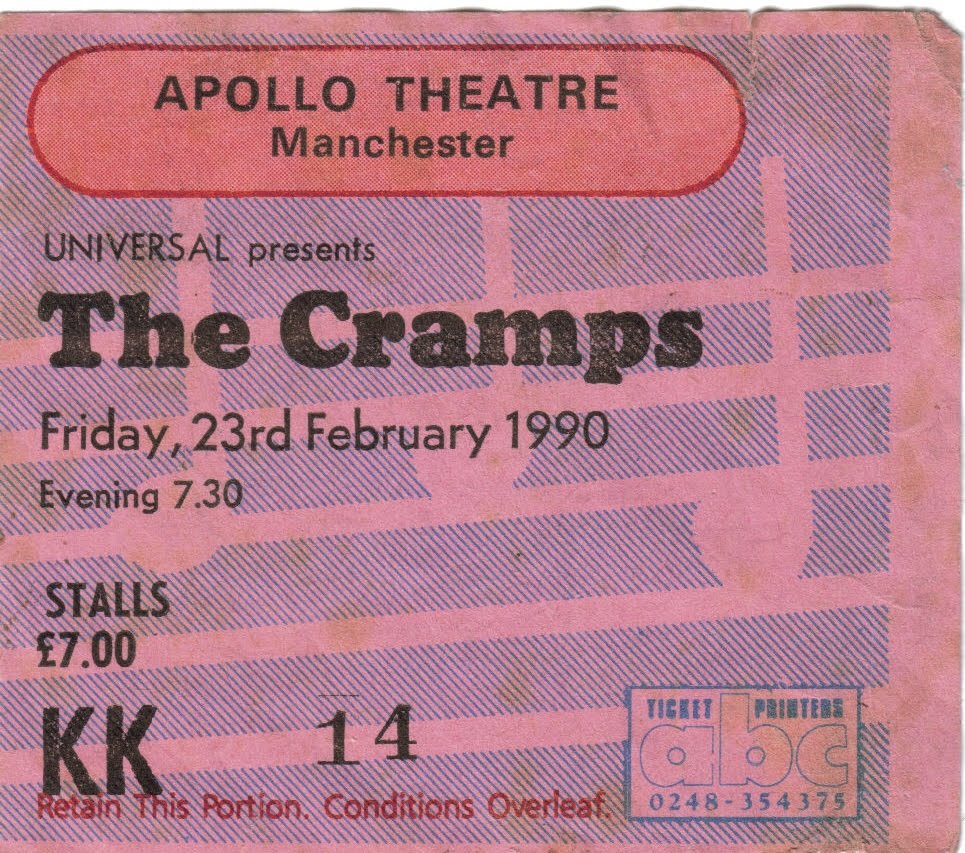 APOLLO THEATRE
Manchester
UNIVERSAL presents
The Cramps
Friday, 23rd February 1990
Evening 7.30
STALLS
£7.00
KK 14
TICKET PRINTERS
abc
0248-354375
Retain This Portion. Conditions Overleaf.